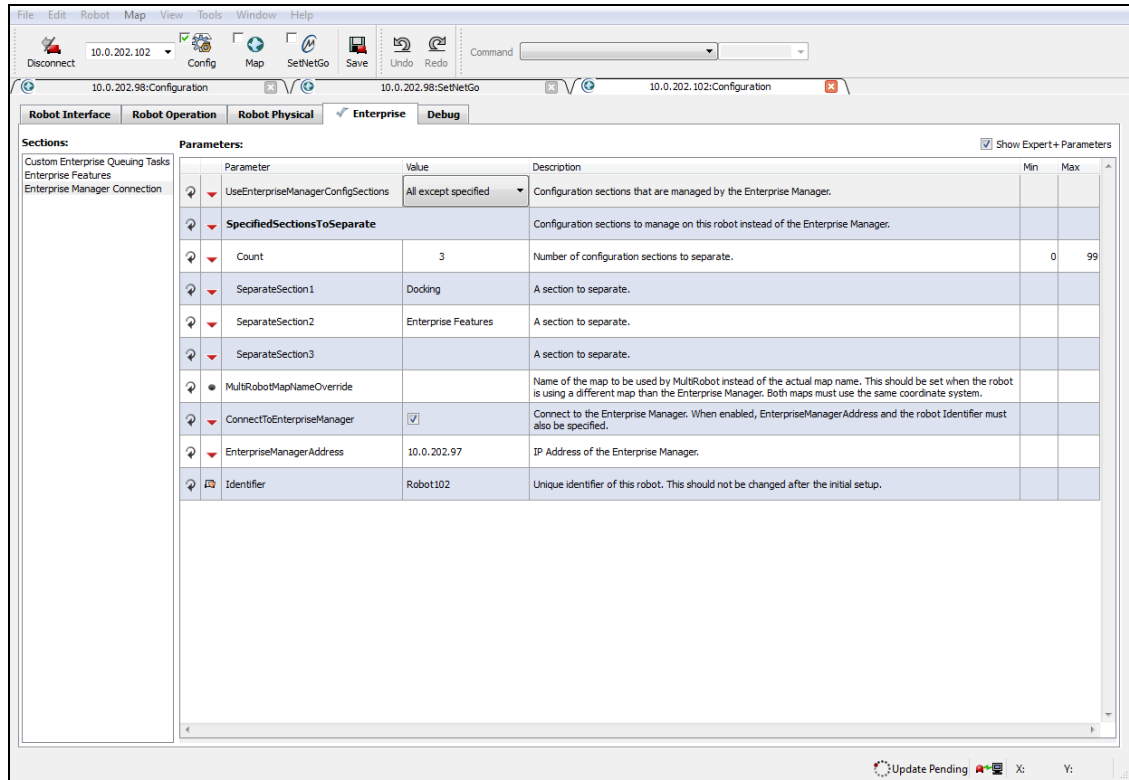 File Edit Robot Map View Tools Window Help
Disconnect 10.0.202.102 Config Map SetNetGo Save Undo Redo Command
10.0.202.98:Configuration 10.0.202.98:SetNetGo 10.0.202.102:Configuration
Robot Interface Robot Operation Robot Physical Enterprise Debug
Sections: Parameters: Show Expert+ Parameters
Custom Enterprise Queuing Tasks
Enterprise Features
Enterprise Manager Connection
Parameter Value Description Min Max
UseEnterpriseManagerConfigSections All except specified Configuration sections that are managed by the Enterprise Manager.
SpecifiedSectionsToSeparate Configuration sections to manage on this robot instead of the Enterprise Manager.
Count 3 Number of configuration sections to separate. 0 99
SeparateSection1 Docking A section to separate.
SeparateSection2 Enterprise Features A section to separate.
SeparateSection3 A section to separate.
MultiRobotMapNameOverride Name of the map to be used by MultiRobot instead of the actual map name. This should be set when the robot
is using a different map than the Enterprise Manager. Both maps must use the same coordinate system.
ConnectToEnterpriseManager Connect to the Enterprise Manager. When enabled, EnterpriseManagerAddress and the robot Identifier must
also be specified.
EnterpriseManagerAddress 10.0.202.97 IP Address of the Enterprise Manager.
Identifier Robot102 Unique identifier of this robot. This should not be changed after the initial setup.
Update Pending X: Y: